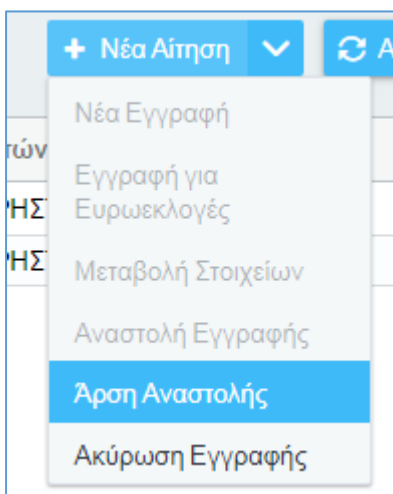 + Νέα Αίτηση
Νέα Εγγραφή
Εγγραφή για
Ευρωεκλογές
Μεταβολή Στοιχείων
Αναστολή Εγγραφής
Άρση Αναστολής
Ακύρωση Εγγραφής